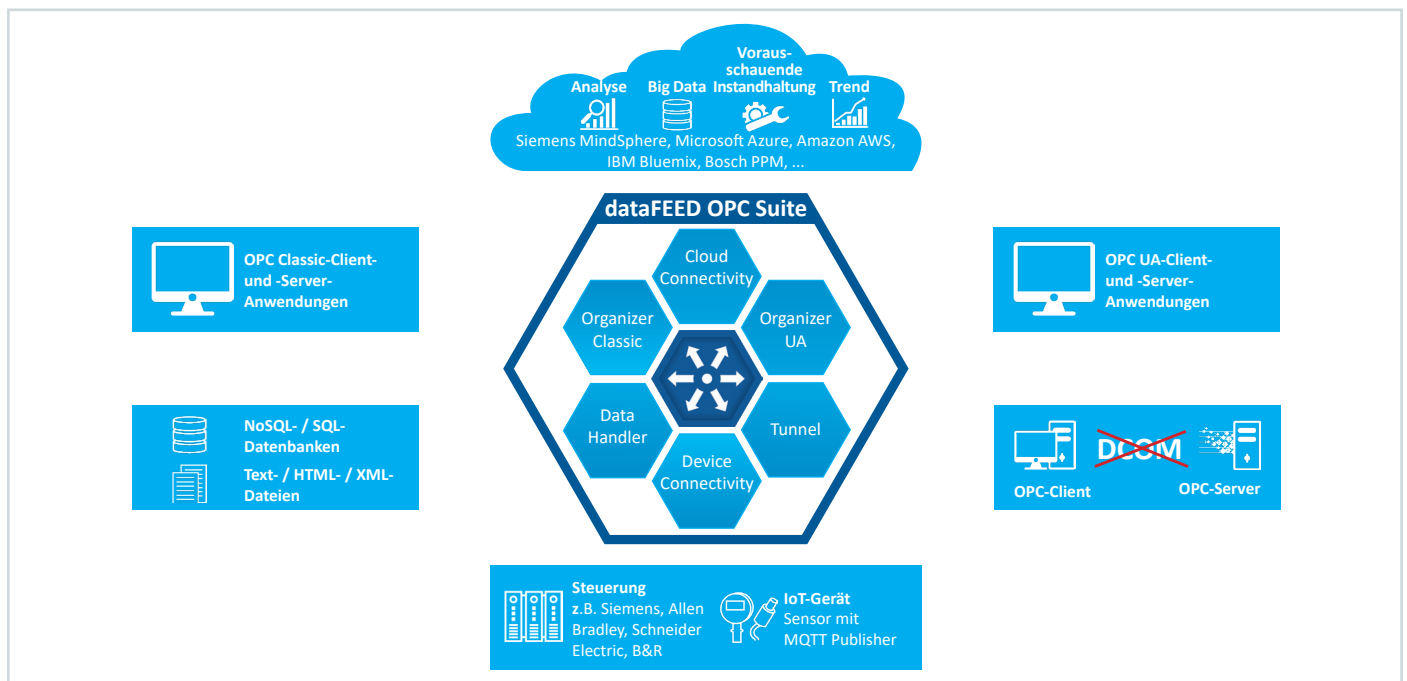 Voraus-
schauende
Analyse Big Data Instandhaltung Trend
Siemens MindSphere, Microsoft Azure, Amazon AWS,
IBM Bluemix, Bosch PPM, ...
dataFEED OPC Suite
Cloud
Connectivity
Organizer
Classic
Organizer
UA
Data
Handler
Tunnel
Device
Connectivity
OPC Classic-Client-
und -Server-
Anwendungen
OPC UA-Client-
und -Server-
Anwendungen
NoSQL- / SQL-
Datenbanken
Text- / HTML- / XML-
Dateien
DCOM
OPC-Client
OPC-Server
Steuerung
z.B. Siemens, Allen
Bradley, Schneider
Electric, B&R
IoT-Gerät
Sensor mit
MQTT Publisher